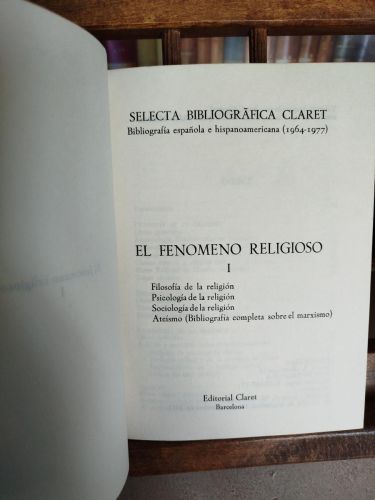 SELECTA BIBLIOGRÁFICA CLARET
Bibliografía española e hispanoamericana (1964-1977)
EL FENOMENO RELIGIOSO
I
Filosofía de la religión
Psicología de la religión
Sociología de la religión
Ateísmo (Bibliografía completa sobre el marxismo)
Editorial Claret
Barcelona